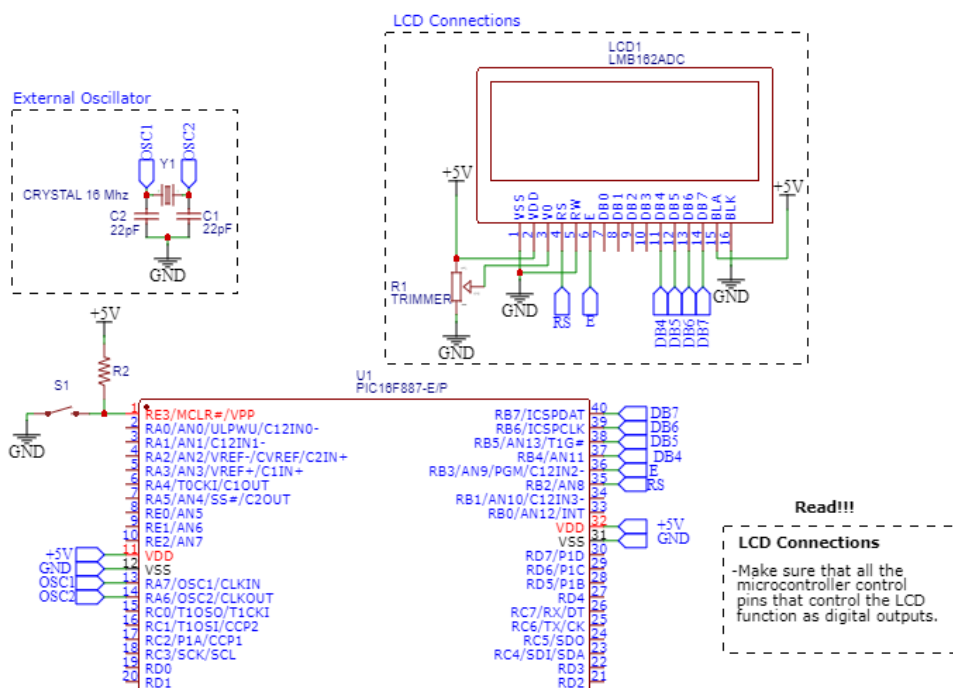 LCD Connections
LCD1
LMB162ADC
External Oscillator
OSC1
OSC2
Y1
CRYSTAL 16 Mhz
C2
22pF
C1
22pF
GND
+5V
+5V
VSS
VDD
V0
RS
RW
E
DB0
DB1
DB2
DB3
DB4
DB5
DB6
DB7
BLA
BLK
1
2
3
4
5
6
7
8
9
10
11
12
13
14
15
16
R1
TRIMMER
GND
GND
GND
RS
E
DB4
DB5
DB6
DB7
+5V
R2
S1
GND
U1
PIC16F887-E/P
1 RE3/MCLR#/VPP
2 RA0/AN0/ULPWU/C12IN0-
3 RA1/AN1/C12IN1-
4 RA2/AN2/VREF-/CVREF/C2IN+
5 RA3/AN3/VREF+/C1IN+
6 RA4/T0CKI/C1OUT
7 RA5/AN4/SS#/C2OUT
8 RE0/AN5
9 RE1/AN6
10 RE2/AN7
+5V 11 VDD
GND 12 VSS
OSC1 13 RA7/OSC1/CLKIN
OSC2 14 RA6/OSC2/CLKOUT
15 RC0/T1OSO/T1CKI
16 RC1/T1OSI/CCP2
17 RC2/P1A/CCP1
18 RC3/SCK/SCL
19 RD0
20 RD1
RB7/ICSPDAT 40 DB7
RB6/ICSPCLK 39 DB6
RB5/AN13/T1G# 38 DB5
RB4/AN11 37 DB4
RB3/AN9/PGM/C12IN2- 36 E
RB2/AN8 35 RS
RB1/AN10/C12IN3- 34
RB0/AN12/INT 33
VDD 32 +5V
VSS 31 GND
RD7/P1D 30
RD6/P1C 29
RD5/P1B 28
RD4 27
RC7/RX/DT 26
RC6/TX/CK 25
RC5/SDO 24
RC4/SDI/SDA 23
RD3 22
RD2 21
Read!!!
LCD Connections
-Make sure that all the
microcontroller control
pins that control the LCD
function as digital outputs.